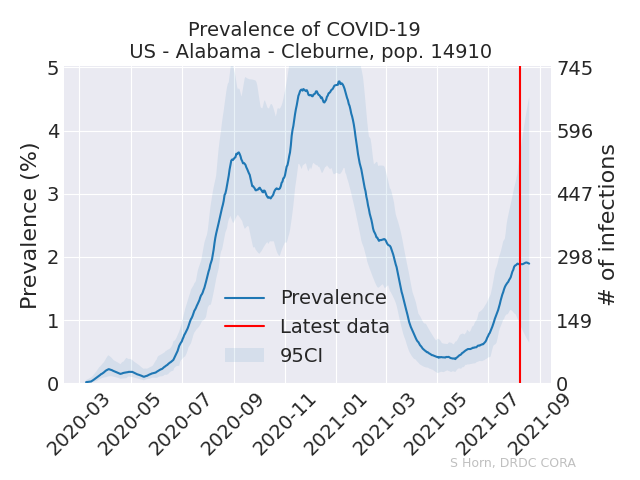 Prevalence of COVID-19
US - Alabama - Cleburne, pop. 14910
5
4
3
2
1
0
Prevalence (%)
745
596
447
298
149
0
# of infections
Prevalence
Latest data
95CI
2020-03
2020-05
2020-07
2020-09
2020-11
2021-01
2021-03
2021-05
2021-07
2021-09
S Horn, DRDC CORA